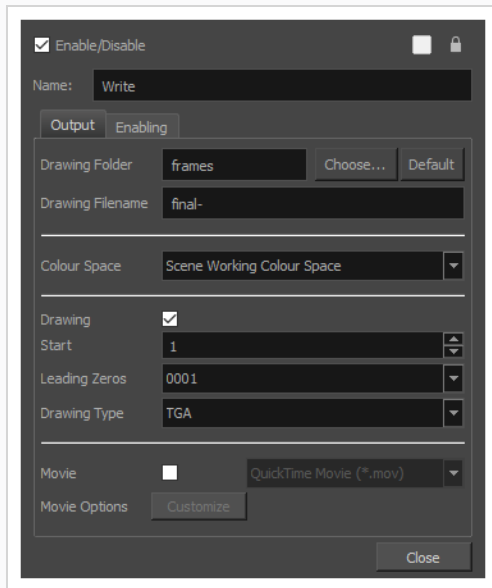 Enable/Disable
Name: Write
Output Enabling
Drawing Folder frames Choose... Default
Drawing Filename final-
Colour Space Scene Working Colour Space
Drawing
Start 1
Leading Zeros 0001
Drawing Type TGA
Movie QuickTime Movie (*.mov)
Movie Options Customize
Close